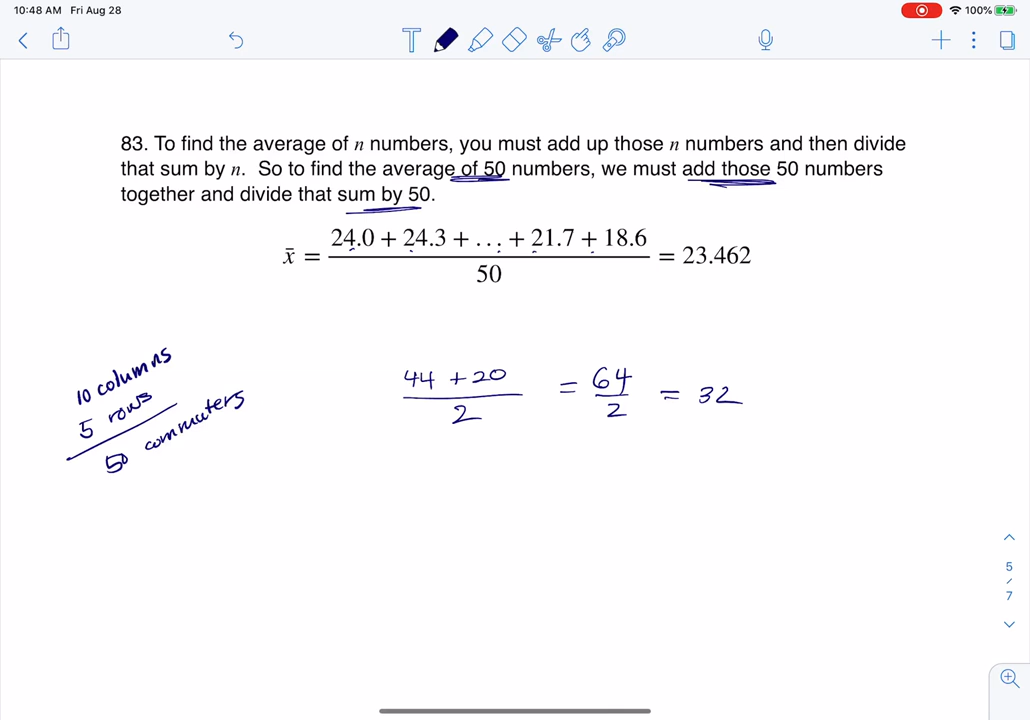 10:48 AM Fri Aug 28
100%
T
83. To find the average of n numbers, you must add up those n numbers and then divide
that sum by n. So to find the average of 50 numbers, we must add those 50 numbers
together and divide that sum by 50.
x̄ = (24.0 + 24.3 + … + 21.7 + 18.6) / 50 = 23.462
10 columns
5 rows
50 commuters
(44 + 20) / 2 = 64 / 2 = 32
5
/
7